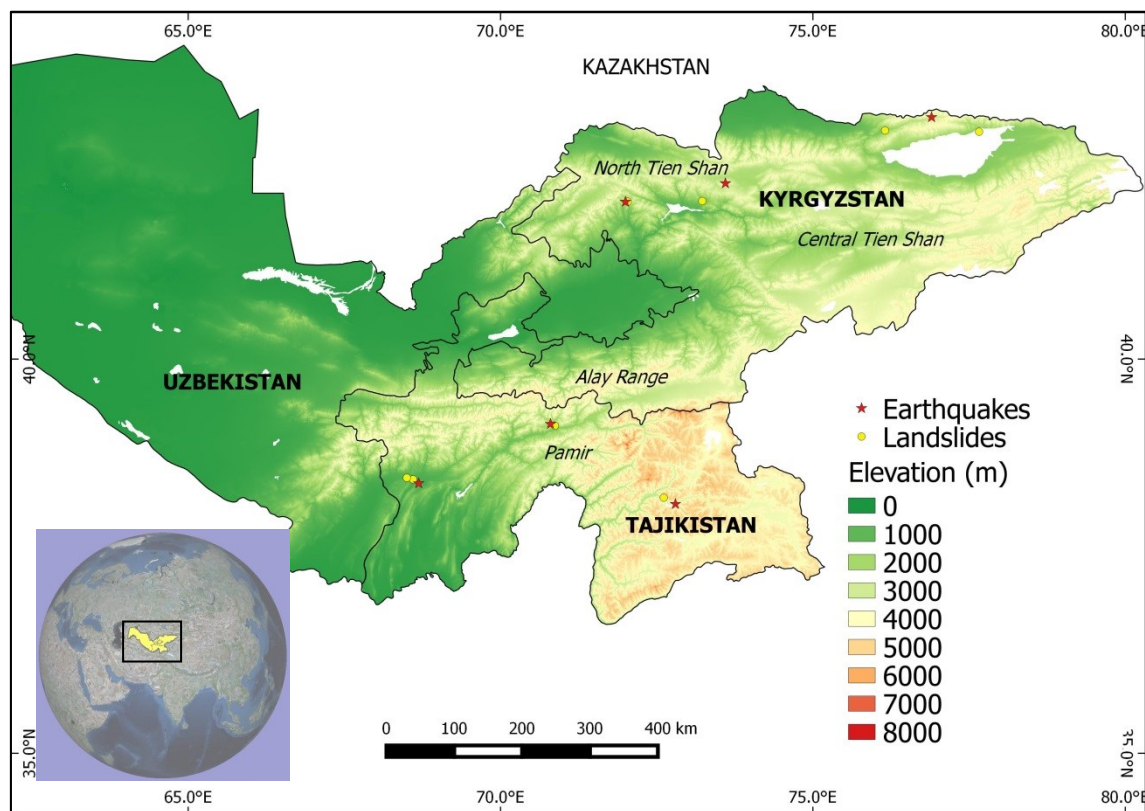 65.0°E 70.0°E 75.0°E 80.0°E
KAZAKHSTAN
North Tien Shan
KYRGYZSTAN
Central Tien Shan
40.0°N 40.0°N
UZBEKISTAN
Alay Range
Earthquakes
Landslides
Pamir
Elevation (m)
TAJIKISTAN
0
1000
2000
3000
4000
5000
6000
7000
8000
0 100 200 300 400 km
35.0°N 35.0°N
65.0°E 70.0°E 75.0°E 80.0°E